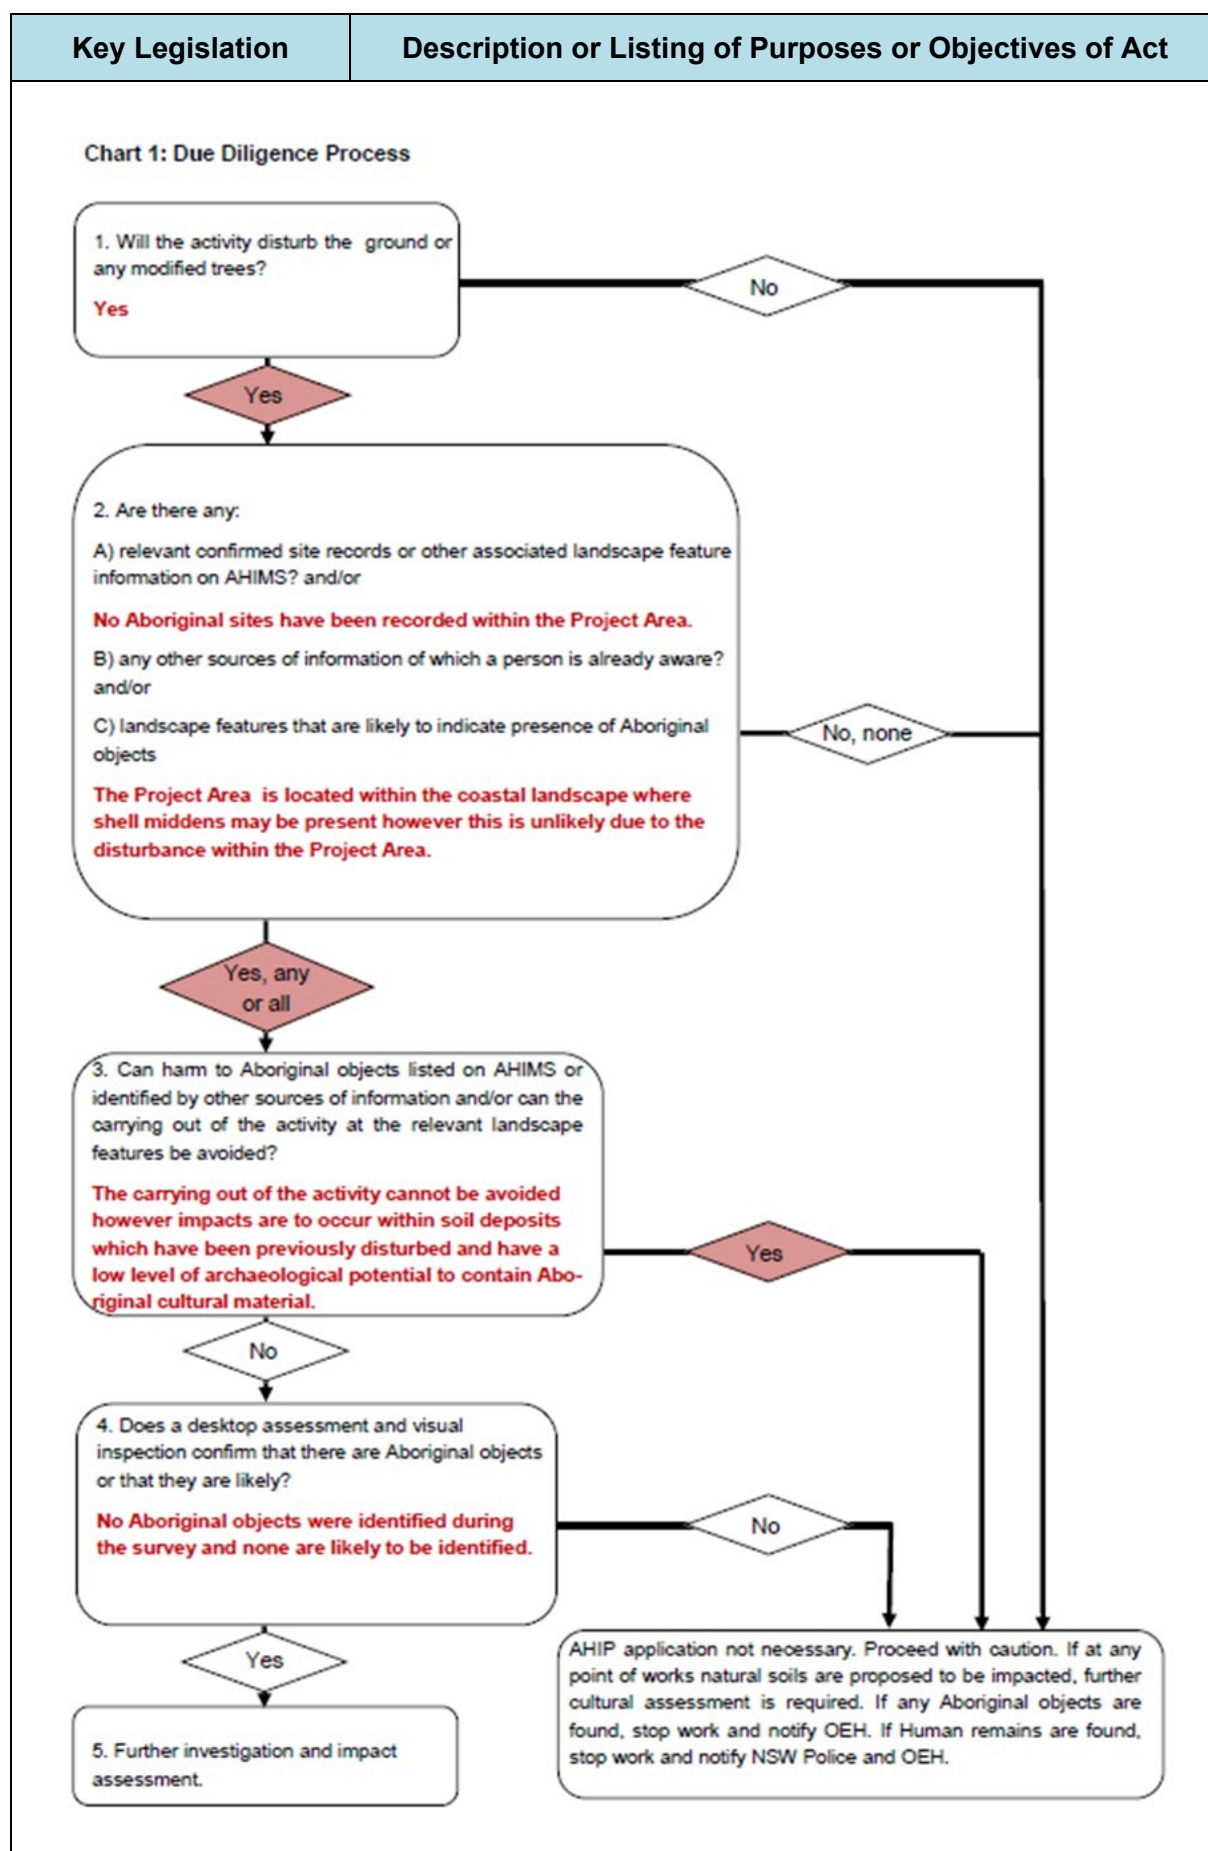 Key Legislation
Description or Listing of Purposes or Objectives of Act
Chart 1: Due Diligence Process
1. Will the activity disturb the ground or
any modified trees?
Yes
No
Yes
2. Are there any:
A) relevant confirmed site records or other associated landscape feature
information on AHIMS? and/or
No Aboriginal sites have been recorded within the Project Area.
B) any other sources of information of which a person is already aware?
and/or
C) landscape features that are likely to indicate presence of Aboriginal
objects
The Project Area is located within the coastal landscape where
shell middens may be present however this is unlikely due to the
disturbance within the Project Area.
No, none
Yes, any
or all
3. Can harm to Aboriginal objects listed on AHIMS or
identified by other sources of information and/or can the
carrying out of the activity at the relevant landscape
features be avoided?
The carrying out of the activity cannot be avoided
however impacts are to occur within soil deposits
which have been previously disturbed and have a
low level of archaeological potential to contain Abo-
riginal cultural material.
Yes
No
4. Does a desktop assessment and visual
inspection confirm that there are Aboriginal objects
or that they are likely?
No Aboriginal objects were identified during
the survey and none are likely to be identified.
No
Yes
5. Further investigation and impact
assessment.
AHIP application not necessary. Proceed with caution. If at any
point of works natural soils are proposed to be impacted, further
cultural assessment is required. If any Aboriginal objects are
found, stop work and notify OEH. If Human remains are found,
stop work and notify NSW Police and OEH.